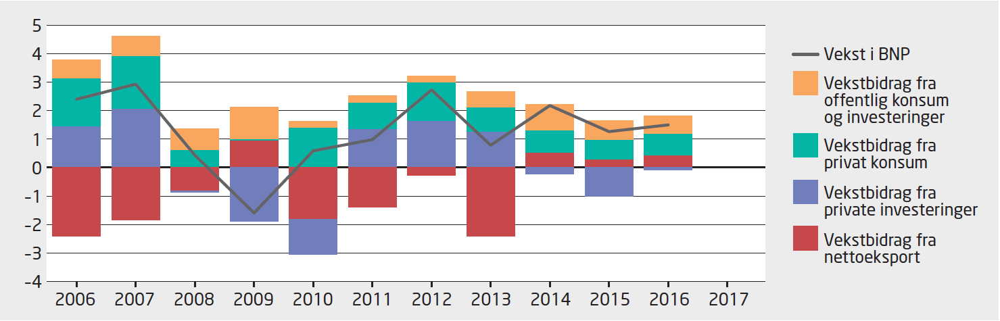 5
4
3
2
1
0
-1
-2
-3
-4
2006 2007 2008 2009 2010 2011 2012 2013 2014 2015 2016 2017
Vekst i BNP
Vekstbidrag fra
offentlig konsum
og investeringer
Vekstbidrag fra
privat konsum
Vekstbidrag fra
private investeringer
Vekstbidrag fra
nettoeksport